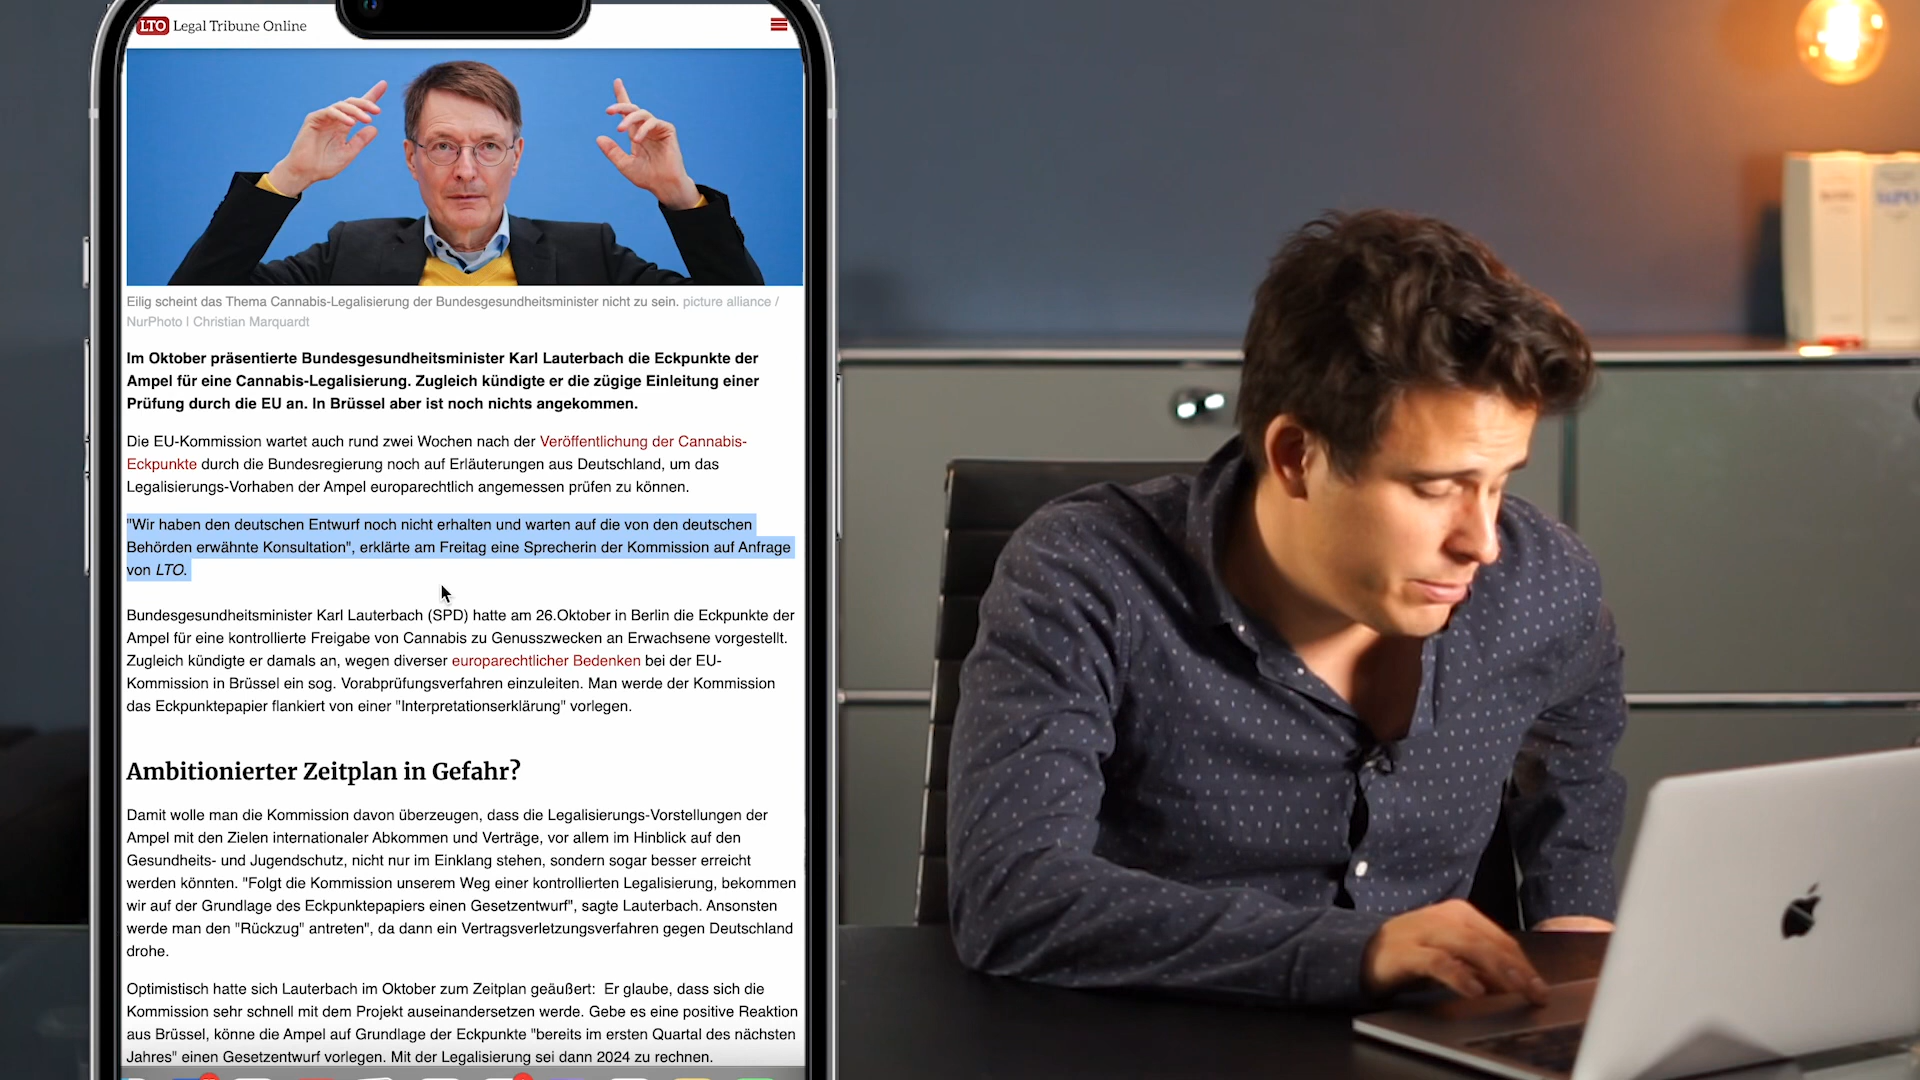 LTO Legal Tribune Online
Eilig scheint das Thema Cannabis-Legalisierung der Bundesgesundheitsminister nicht zu sein. picture alliance /
NurPhoto | Christian Marquardt
Im Oktober präsentierte Bundesgesundheitsminister Karl Lauterbach die Eckpunkte der
Ampel für eine Cannabis-Legalisierung. Zugleich kündigte er die zügige Einleitung einer
Prüfung durch die EU an. In Brüssel aber ist noch nichts angekommen.
Die EU-Kommission wartet auch rund zwei Wochen nach der Veröffentlichung der Cannabis-
Eckpunkte durch die Bundesregierung noch auf Erläuterungen aus Deutschland, um das
Legalisierungs-Vorhaben der Ampel europarechtlich angemessen prüfen zu können.
"Wir haben den deutschen Entwurf noch nicht erhalten und warten auf die von den deutschen
Behörden erwähnte Konsultation", erklärte am Freitag eine Sprecherin der Kommission auf Anfrage
von LTO.
Bundesgesundheitsminister Karl Lauterbach (SPD) hatte am 26.Oktober in Berlin die Eckpunkte der
Ampel für eine kontrollierte Freigabe von Cannabis zu Genusszwecken an Erwachsene vorgestellt.
Zugleich kündigte er damals an, wegen diverser europarechtlicher Bedenken bei der EU-
Kommission in Brüssel ein sog. Vorabprüfungsverfahren einzuleiten. Man werde der Kommission
das Eckpunktepapier flankiert von einer "Interpretationserklärung" vorlegen.
Ambitionierter Zeitplan in Gefahr?
Damit wolle man die Kommission davon überzeugen, dass die Legalisierungs-Vorstellungen der
Ampel mit den Zielen internationaler Abkommen und Verträge, vor allem im Hinblick auf den
Gesundheits- und Jugendschutz, nicht nur im Einklang stehen, sondern sogar besser erreicht
werden könnten. "Folgt die Kommission unserem Weg einer kontrollierten Legalisierung, bekommen
wir auf der Grundlage des Eckpunktepapiers einen Gesetzentwurf", sagte Lauterbach. Ansonsten
werde man den "Rückzug" antreten", da dann ein Vertragsverletzungsverfahren gegen Deutschland
drohe.
Optimistisch hatte sich Lauterbach im Oktober zum Zeitplan geäußert: Er glaube, dass sich die
Kommission sehr schnell mit dem Projekt auseinandersetzen werde. Gebe es eine positive Reaktion
aus Brüssel, könne die Ampel auf Grundlage der Eckpunkte "bereits im ersten Quartal des nächsten
Jahres" einen Gesetzentwurf vorlegen. Mit der Legalisierung sei dann 2024 zu rechnen.